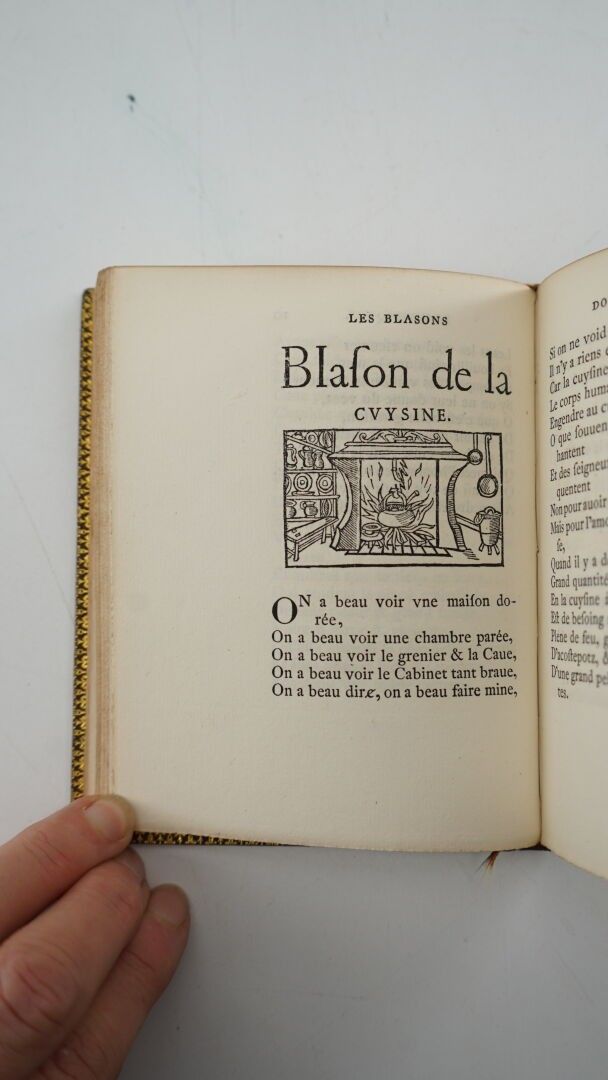 LES BLASONS
Blaſon de la
CVYSINE.
ON a beau voir vne maiſon do-
rée,
On a beau voir une chambre parée,
On a beau voir le grenier & la Caue,
On a beau voir le Cabinet tant braue,
On a beau dire, on a beau faire mine,
DO
Si on ne void
Il n'y a riens
Car la cuyſine
Le corps huma
Engendre au c
O que ſouuen
hantent
Et des ſeigneu
quentent
Non pour auoir
Mais pour l'amo
ſe,
Quand il y a d
Grand quantité
En la cuyſine
Eſt de beſoing
Plene de feu,
D'acoſtepotz, &
D'une grand pel
tes.